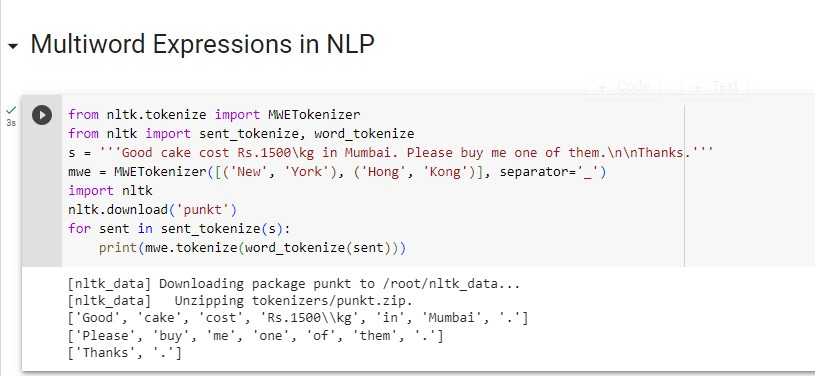 Multiword Expressions in NLP
+ Code + Text
3s
from nltk.tokenize import MWETokenizer
from nltk import sent_tokenize, word_tokenize
s = '''Good cake cost Rs.1500\kg in Mumbai. Please buy me one of them.\n\nThanks.'''
mwe = MWETokenizer([('New', 'York'), ('Hong', 'Kong')], separator='_')
import nltk
nltk.download('punkt')
for sent in sent_tokenize(s):
    print(mwe.tokenize(word_tokenize(sent)))
[nltk_data] Downloading package punkt to /root/nltk_data...
[nltk_data]   Unzipping tokenizers/punkt.zip.
['Good', 'cake', 'cost', 'Rs.1500\\kg', 'in', 'Mumbai', '.']
['Please', 'buy', 'me', 'one', 'of', 'them', '.']
['Thanks', '.']